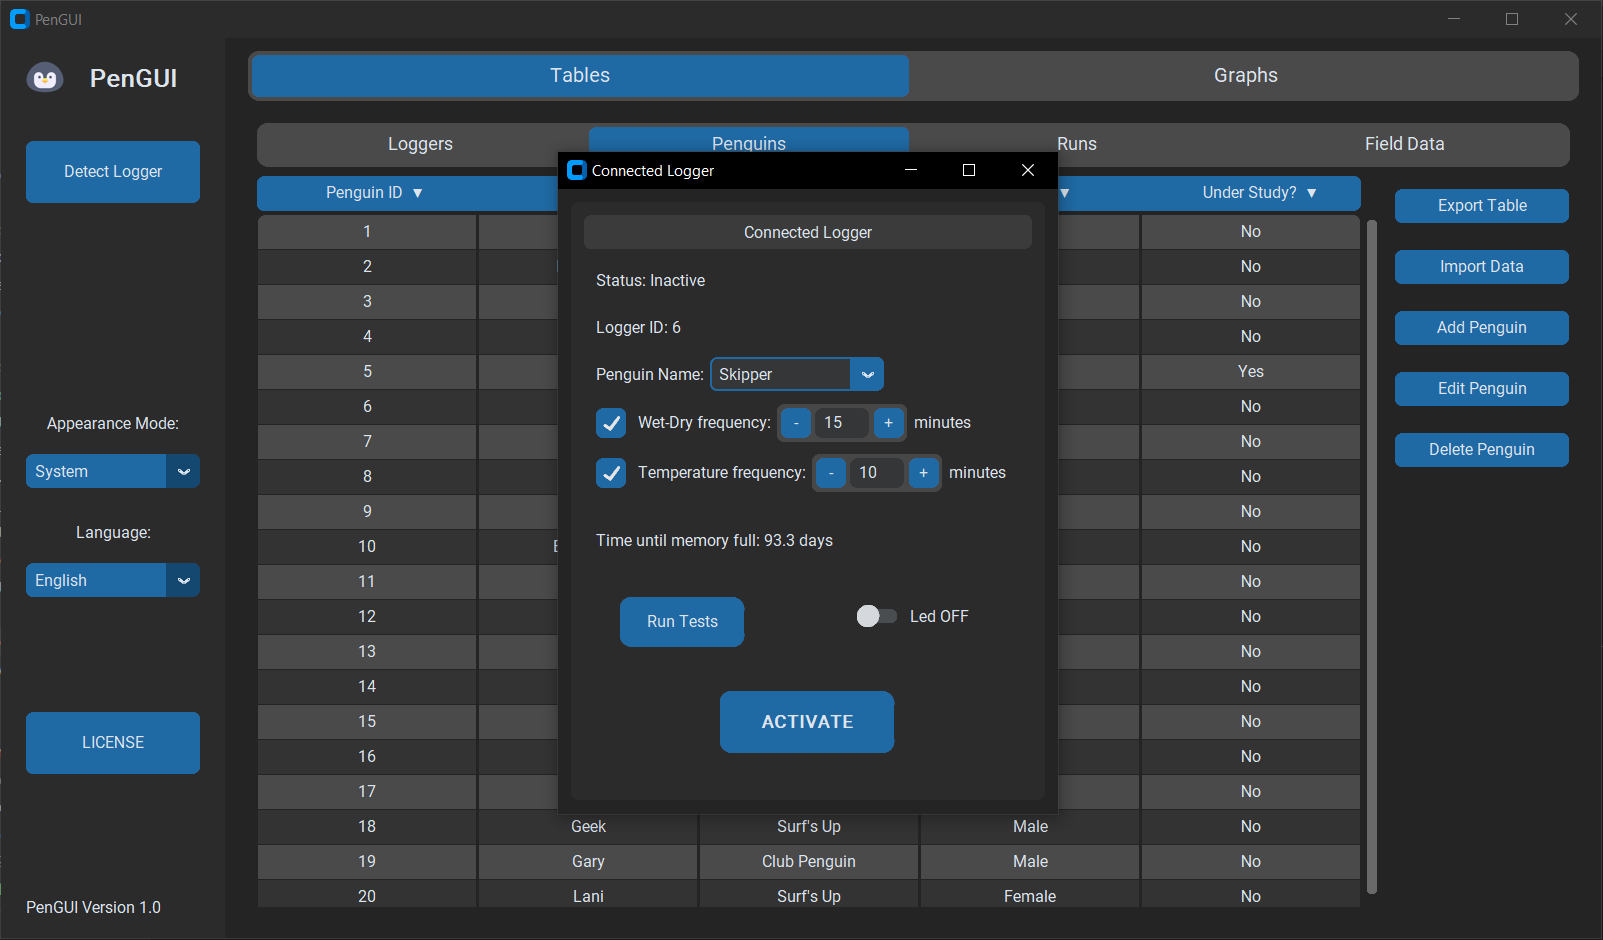 PenGUI
PenGUI
Detect Logger
Appearance Mode:
System
Language:
English
LICENSE
PenGUI Version 1.0
Tables Graphs
Loggers Penguins Runs Field Data
Penguin ID ▼ ▼ Under Study? ▼
1 No
2 No
3 No
4 No
5 Yes
6 No
7 No
8 No
9 No
10 No
11 No
12 No
13 No
14 No
15 No
16 No
17 No
18 Geek Surf's Up Male No
19 Gary Club Penguin Male No
20 Lani Surf's Up Female No
Export Table
Import Data
Add Penguin
Edit Penguin
Delete Penguin
Connected Logger
Connected Logger
Status: Inactive
Logger ID: 6
Penguin Name: Skipper
Wet-Dry frequency: - 15 + minutes
Temperature frequency: - 10 + minutes
Time until memory full: 93.3 days
Run Tests Led OFF
ACTIVATE